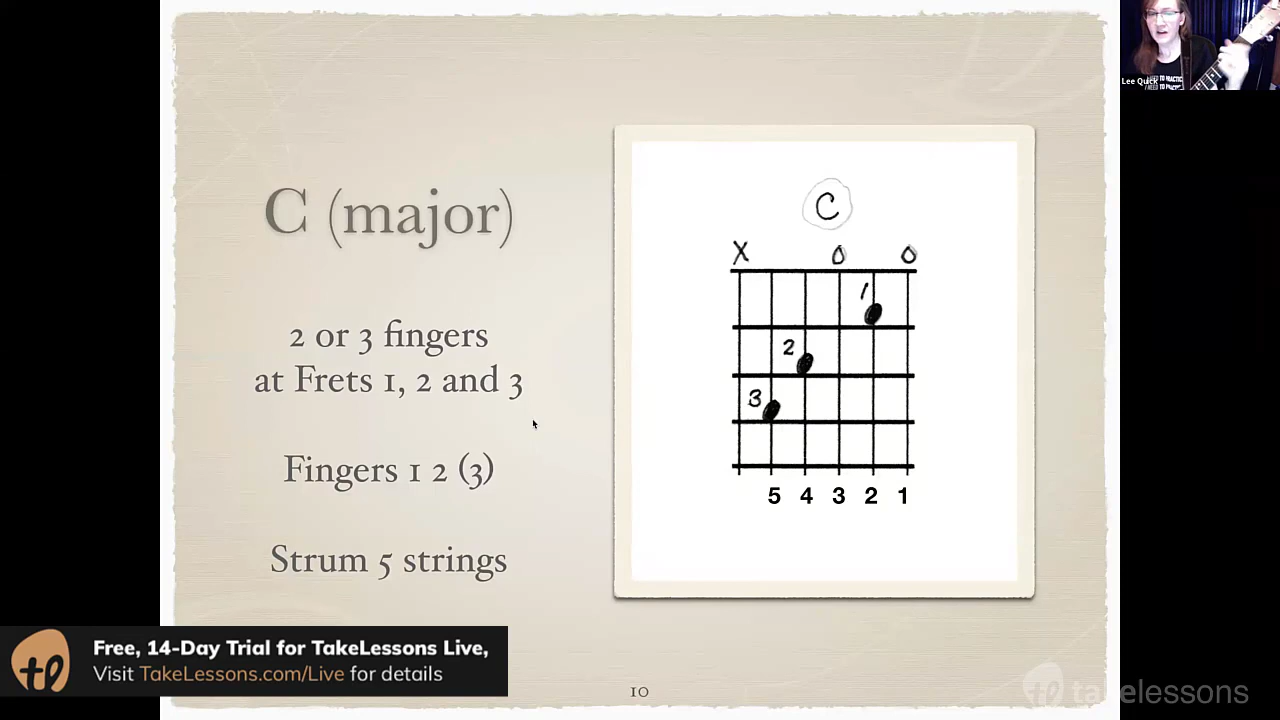 C (major)
2 or 3 fingers
at Frets 1, 2 and 3
Fingers 1 2 (3)
Strum 5 strings
C
X 0 0
1
2
3
5 4 3 2 1
Lee Quick
Free, 14-Day Trial for TakeLessons Live,
Visit TakeLessons.com/Live for details
10
takelessons